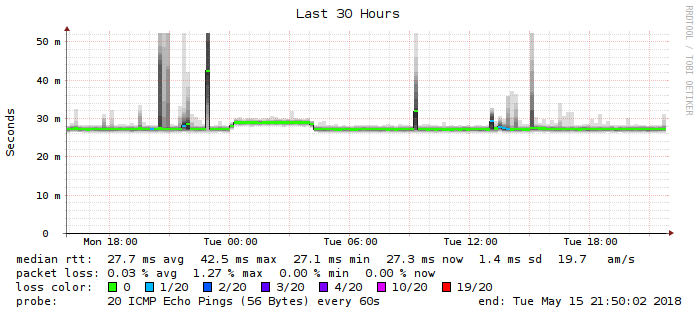 Last 30 Hours
RRDTOOL / TOBI OETIKER
Seconds
50 m
40 m
30 m
20 m
10 m
0
Mon 18:00 Tue 00:00 Tue 06:00 Tue 12:00 Tue 18:00
median rtt: 27.7 ms avg 42.5 ms max 27.1 ms min 27.3 ms now 1.4 ms sd 19.7 am/s
packet loss: 0.03 % avg 1.27 % max 0.00 % min 0.00 % now
loss color: 0 1/20 2/20 3/20 4/20 10/20 19/20
probe: 20 ICMP Echo Pings (56 Bytes) every 60s end: Tue May 15 21:50:02 2018